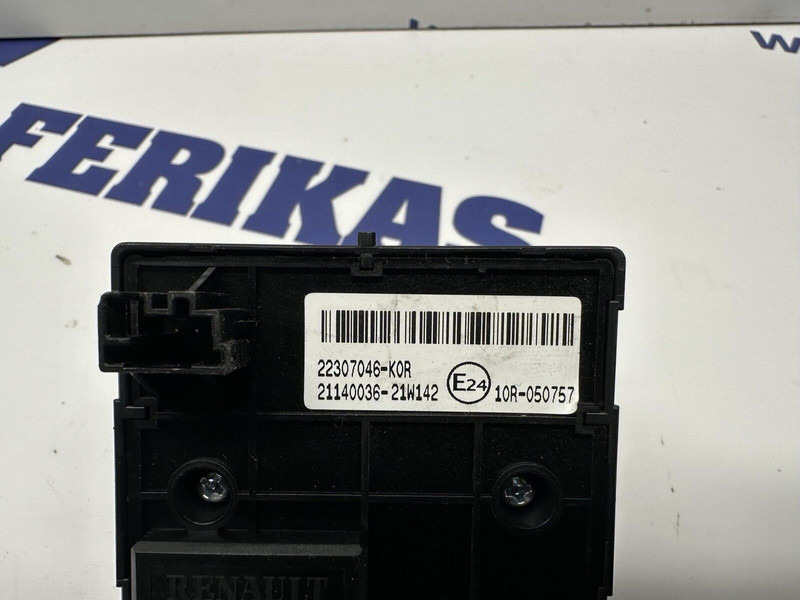 FERIKAS
22307046-K0R
21140036-21W142
E24
10R-050757
RENAULT